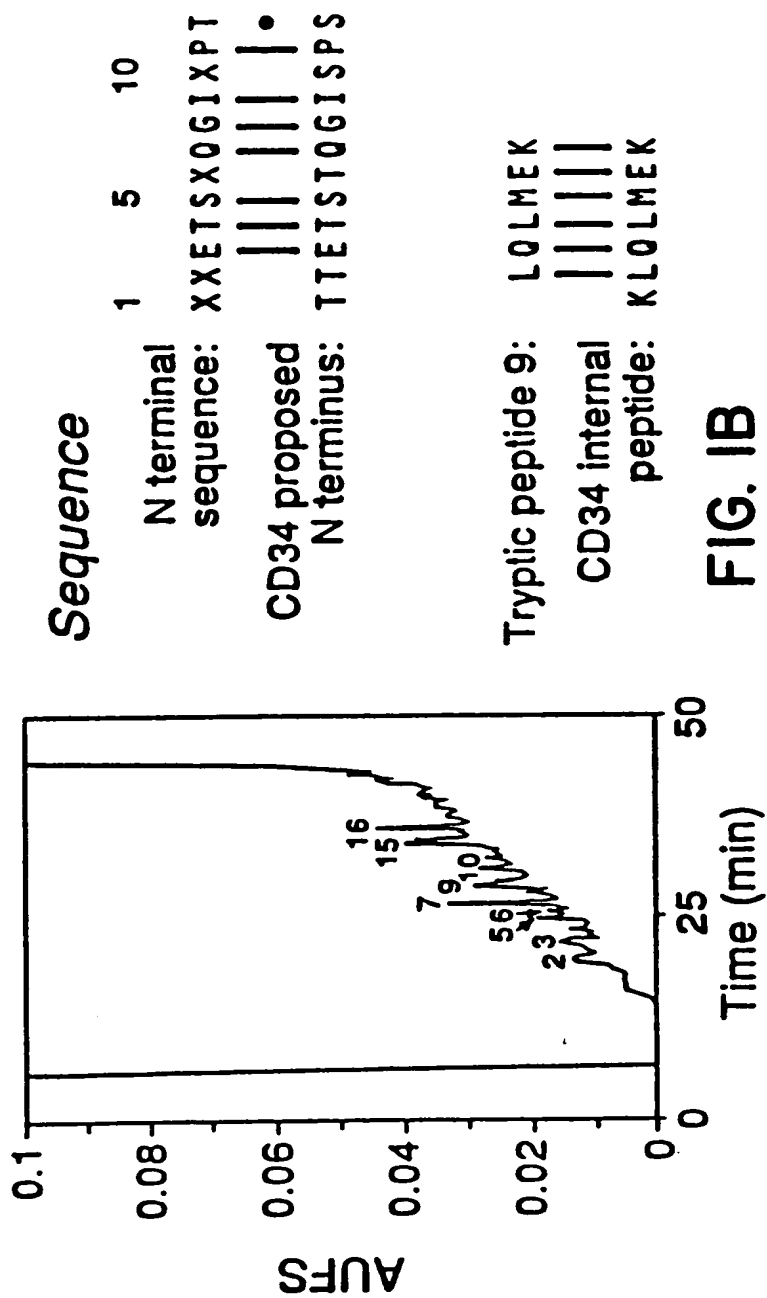 0.1
0.08
0.06
0.04
0.02
0
AUFS
2
3
5
6
7
9
10
15
16
0
25
50
Time (min)
Sequence
1 5 10
N terminal
sequence: XXETSXQGIXPT
CD34 proposed
N terminus: TTETSTQGISPS
Tryptic peptide 9: LQLMEK
CD34 internal
peptide: KLQLMEK
FIG. 1B